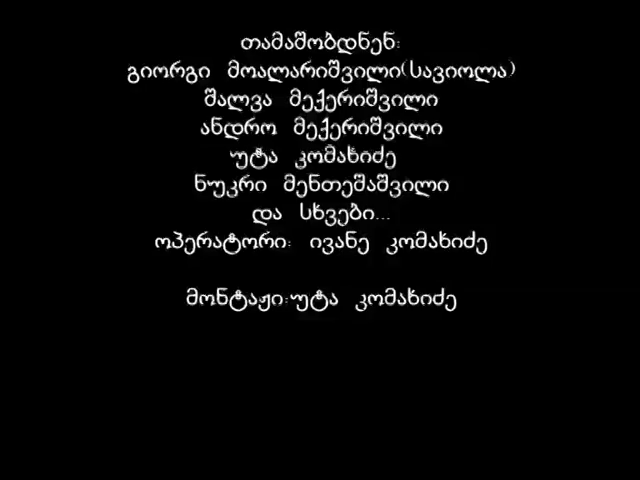 თამაშობდნენ:
გიორგი მოალარიშვილი(სავიოლა)
შალვა მექერიშვილი
ანდრო მექერიშვილი
უტა კომახიძე
ნუკრი მენთეშაშვილი
და სხვები...
ოპერატორი: ივანე კომახიძე
მონტაჟი:უტა კომახიძე